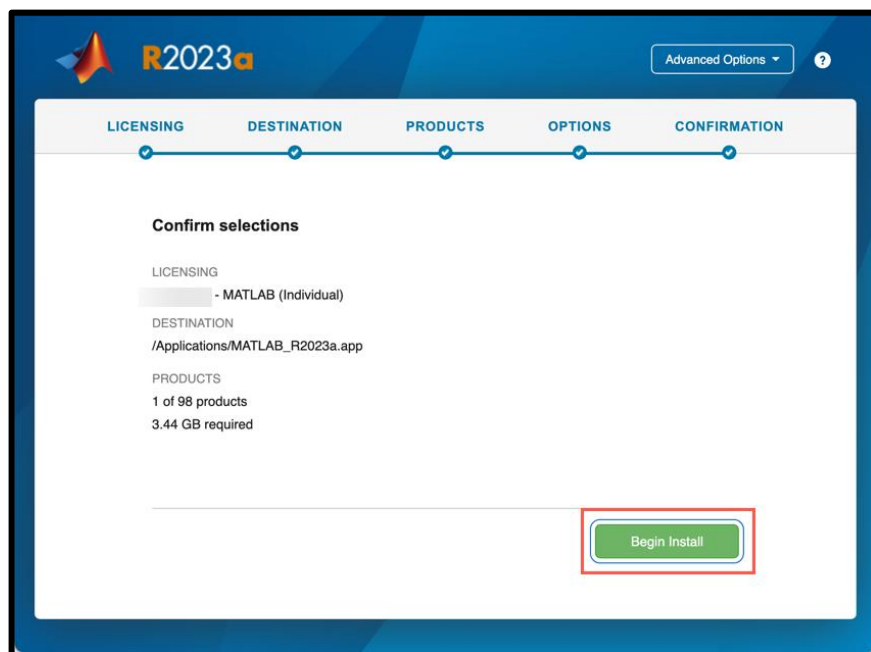 R2023a
Advanced Options
?
LICENSING DESTINATION PRODUCTS OPTIONS CONFIRMATION
Confirm selections
LICENSING
- MATLAB (Individual)
DESTINATION
/Applications/MATLAB_R2023a.app
PRODUCTS
1 of 98 products
3.44 GB required
Begin Install